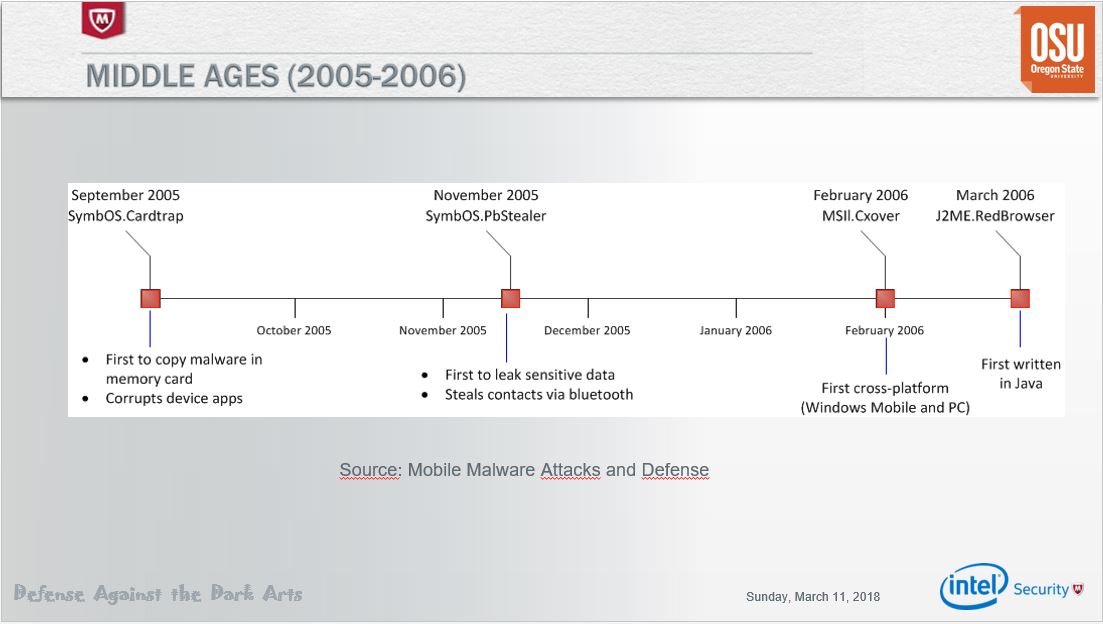 OSU
Oregon State
UNIVERSITY
MIDDLE AGES (2005-2006)
September 2005
SymbOS.Cardtrap
November 2005
SymbOS.PbStealer
February 2006
MSIl.Cxover
March 2006
J2ME.RedBrowser
October 2005
November 2005
December 2005
January 2006
February 2006
• First to copy malware in
memory card
• Corrupts device apps
• First to leak sensitive data
• Steals contacts via bluetooth
First cross-platform
(Windows Mobile and PC)
First written
in Java
Source: Mobile Malware Attacks and Defense
Defense Against the Dark Arts
Sunday, March 11, 2018
intel Security